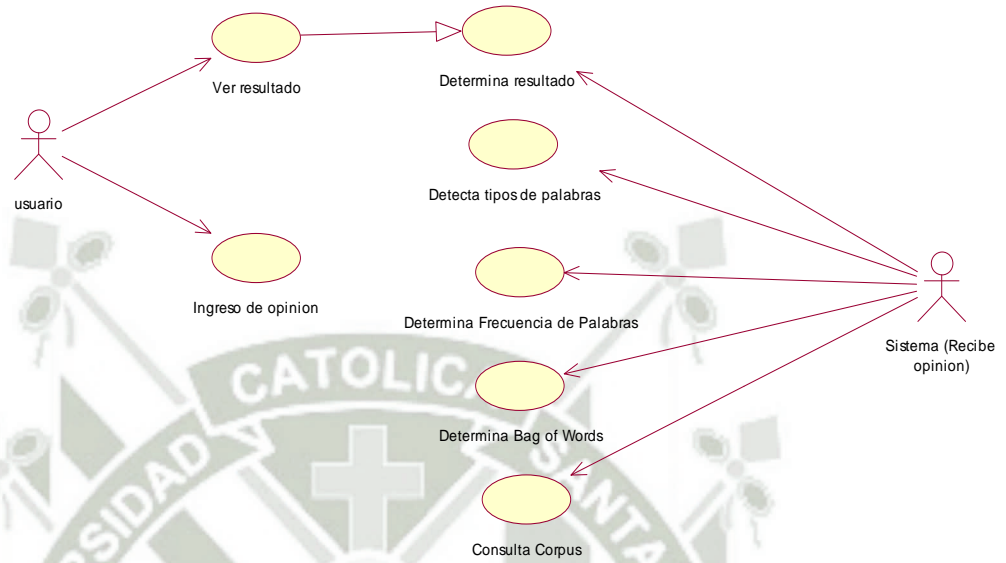 Ver resultado
Determina resultado
usuario
Detecta tipos de palabras
Ingreso de opinion
Determina Frecuencia de Palabras
Sistema (Recibe
opinion)
Determina Bag of Words
Consulta Corpus
CATOLICA